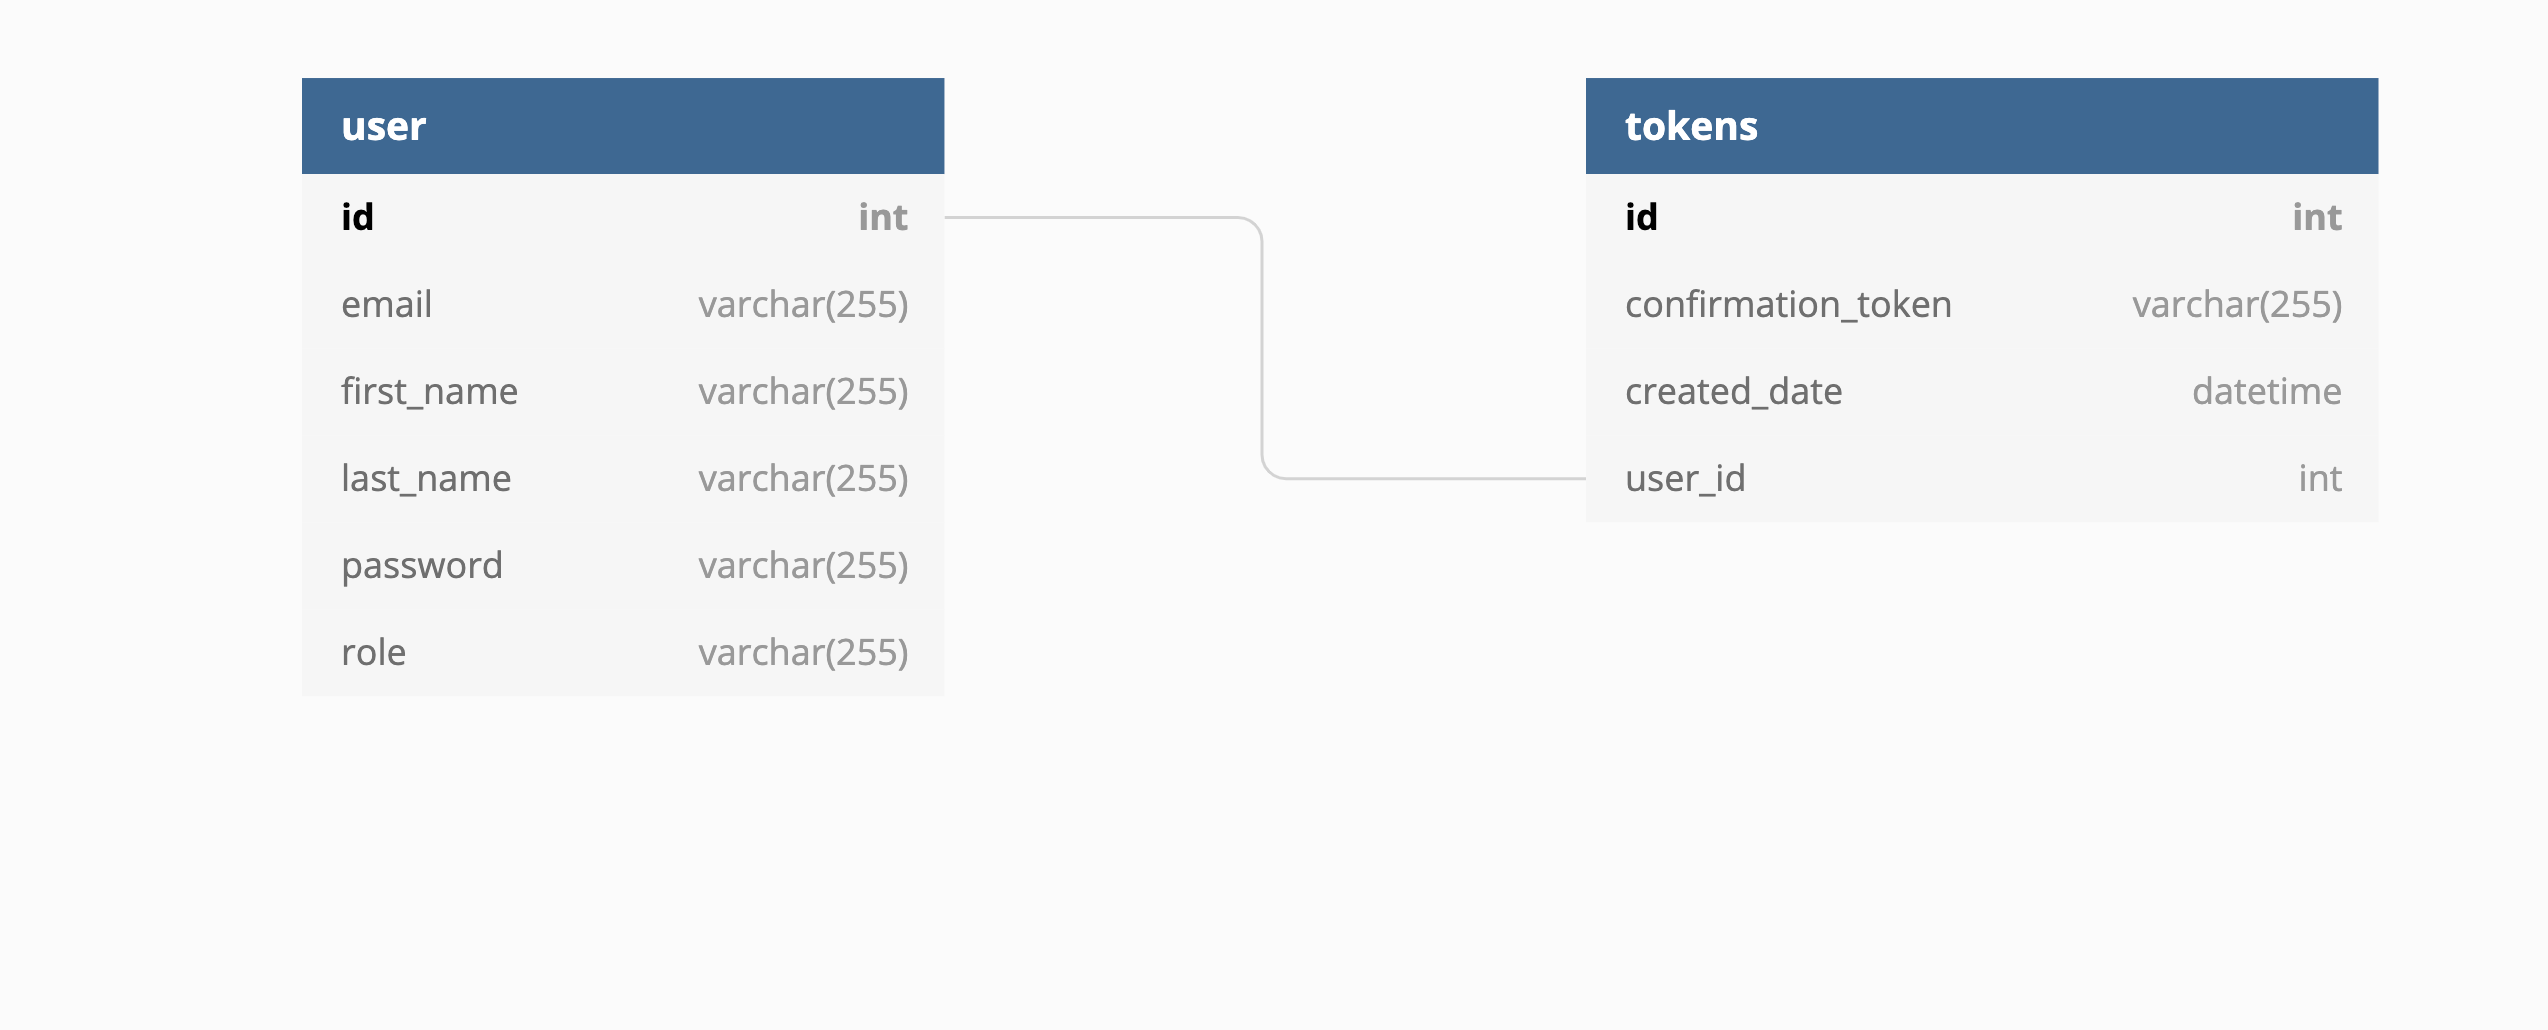 user
id int
email varchar(255)
first_name varchar(255)
last_name varchar(255)
password varchar(255)
role varchar(255)
tokens
id int
confirmation_token varchar(255)
created_date datetime
user_id int